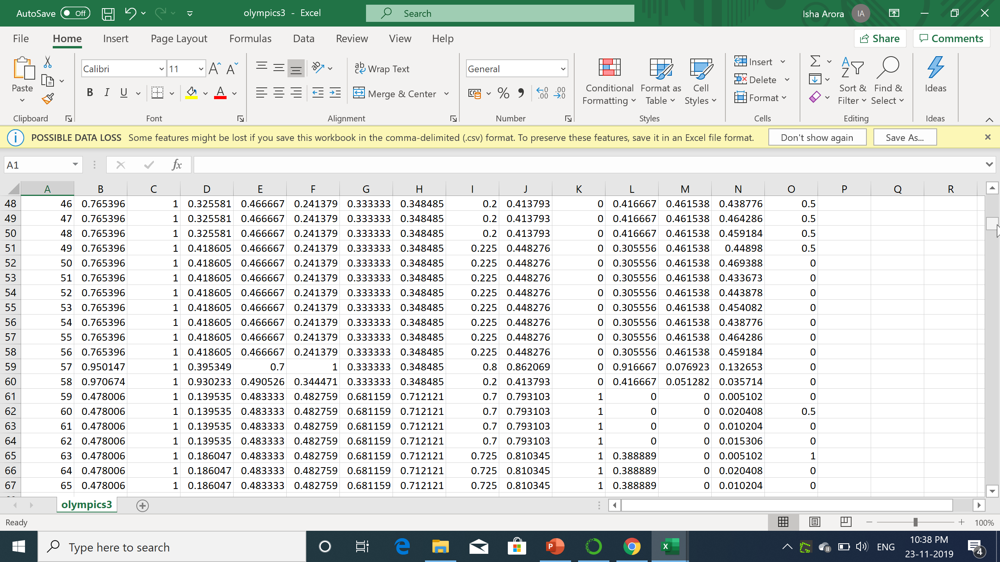 AutoSave Off olympics3 - Excel Search Isha Arora IA
File Home Insert Page Layout Formulas Data Review View Help Share Comments
Paste Calibri 11 A A B I U A ab Wrap Text Merge & Center General % , Conditional Formatting Format as Table Cell Styles Insert Delete Format Sort & Filter Find & Select Ideas
Clipboard Font Alignment Number Styles Cells Editing Ideas
POSSIBLE DATA LOSS Some features might be lost if you save this workbook in the comma-delimited (.csv) format. To preserve these features, save it in an Excel file format. Don't show again Save As...
A1 fx
A B C D E F G H I J K L M N O P Q R
48 46 0.765396 1 0.325581 0.466667 0.241379 0.333333 0.348485 0.2 0.413793 0 0.416667 0.461538 0.438776 0.5
49 47 0.765396 1 0.325581 0.466667 0.241379 0.333333 0.348485 0.2 0.413793 0 0.416667 0.461538 0.464286 0.5
50 48 0.765396 1 0.325581 0.466667 0.241379 0.333333 0.348485 0.2 0.413793 0 0.416667 0.461538 0.459184 0.5
51 49 0.765396 1 0.418605 0.466667 0.241379 0.333333 0.348485 0.225 0.448276 0 0.305556 0.461538 0.44898 0.5
52 50 0.765396 1 0.418605 0.466667 0.241379 0.333333 0.348485 0.225 0.448276 0 0.305556 0.461538 0.469388 0
53 51 0.765396 1 0.418605 0.466667 0.241379 0.333333 0.348485 0.225 0.448276 0 0.305556 0.461538 0.433673 0
54 52 0.765396 1 0.418605 0.466667 0.241379 0.333333 0.348485 0.225 0.448276 0 0.305556 0.461538 0.443878 0
55 53 0.765396 1 0.418605 0.466667 0.241379 0.333333 0.348485 0.225 0.448276 0 0.305556 0.461538 0.454082 0
56 54 0.765396 1 0.418605 0.466667 0.241379 0.333333 0.348485 0.225 0.448276 0 0.305556 0.461538 0.438776 0
57 55 0.765396 1 0.418605 0.466667 0.241379 0.333333 0.348485 0.225 0.448276 0 0.305556 0.461538 0.464286 0
58 56 0.765396 1 0.418605 0.466667 0.241379 0.333333 0.348485 0.225 0.448276 0 0.305556 0.461538 0.459184 0
59 57 0.950147 1 0.395349 0.7 1 0.333333 0.348485 0.8 0.862069 0 0.916667 0.076923 0.132653 0
60 58 0.970674 1 0.930233 0.490526 0.344471 0.333333 0.348485 0.2 0.413793 0 0.416667 0.051282 0.035714 0
61 59 0.478006 1 0.139535 0.483333 0.482759 0.681159 0.712121 0.7 0.793103 1 0 0 0.005102 0
62 60 0.478006 1 0.139535 0.483333 0.482759 0.681159 0.712121 0.7 0.793103 1 0 0 0.020408 0.5
63 61 0.478006 1 0.139535 0.483333 0.482759 0.681159 0.712121 0.7 0.793103 1 0 0 0.010204 0
64 62 0.478006 1 0.139535 0.483333 0.482759 0.681159 0.712121 0.7 0.793103 1 0 0 0.015306 0
65 63 0.478006 1 0.186047 0.483333 0.482759 0.681159 0.712121 0.725 0.810345 1 0.388889 0 0.005102 1
66 64 0.478006 1 0.186047 0.483333 0.482759 0.681159 0.712121 0.725 0.810345 1 0.388889 0 0.020408 0
67 65 0.478006 1 0.186047 0.483333 0.482759 0.681159 0.712121 0.725 0.810345 1 0.388889 0 0.010204 0
olympics3
Ready 100%
Type here to search ENG 10:38 PM 4
23-11-2019